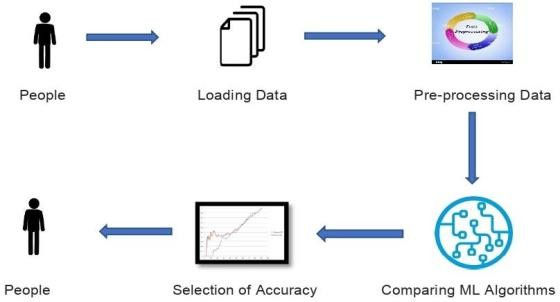 People
Loading Data
Pre-processing Data
People
Selection of Accuracy
Comparing ML Algorithms